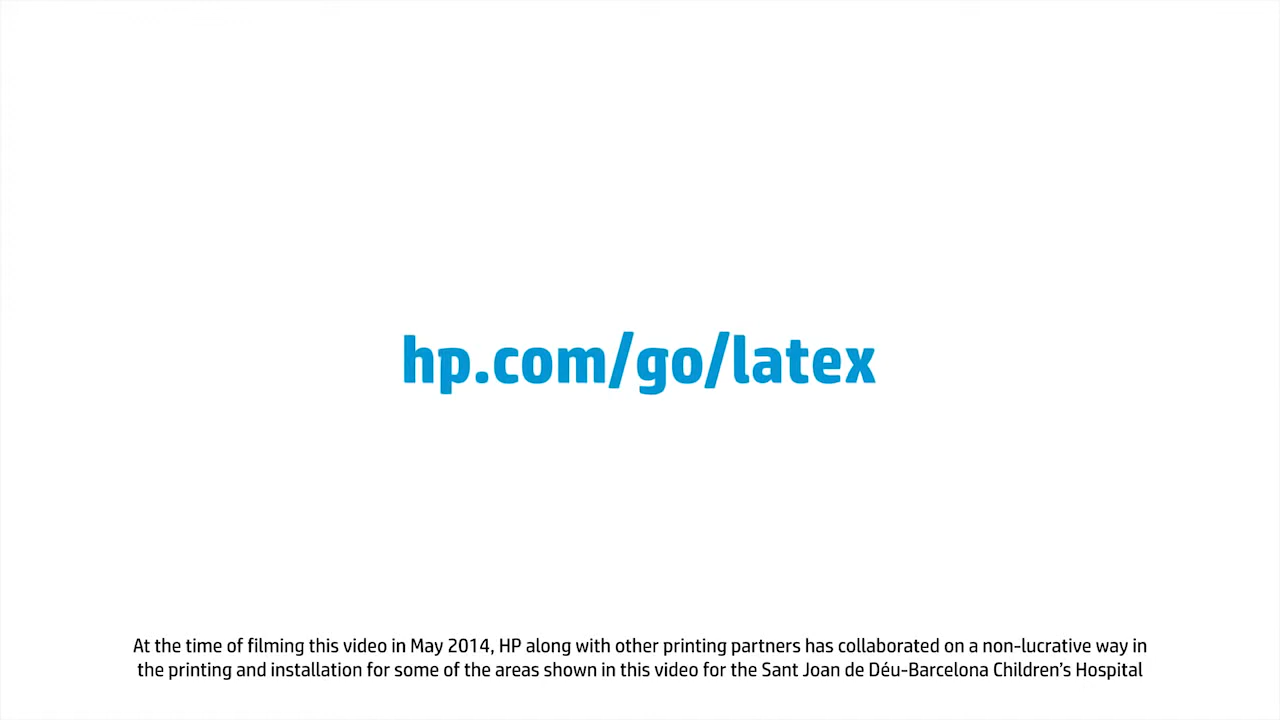 hp.com/go/latex
At the time of filming this video in May 2014, HP along with other printing partners has collaborated on a non-lucrative way in
the printing and installation for some of the areas shown in this video for the Sant Joan de Déu-Barcelona Children’s Hospital